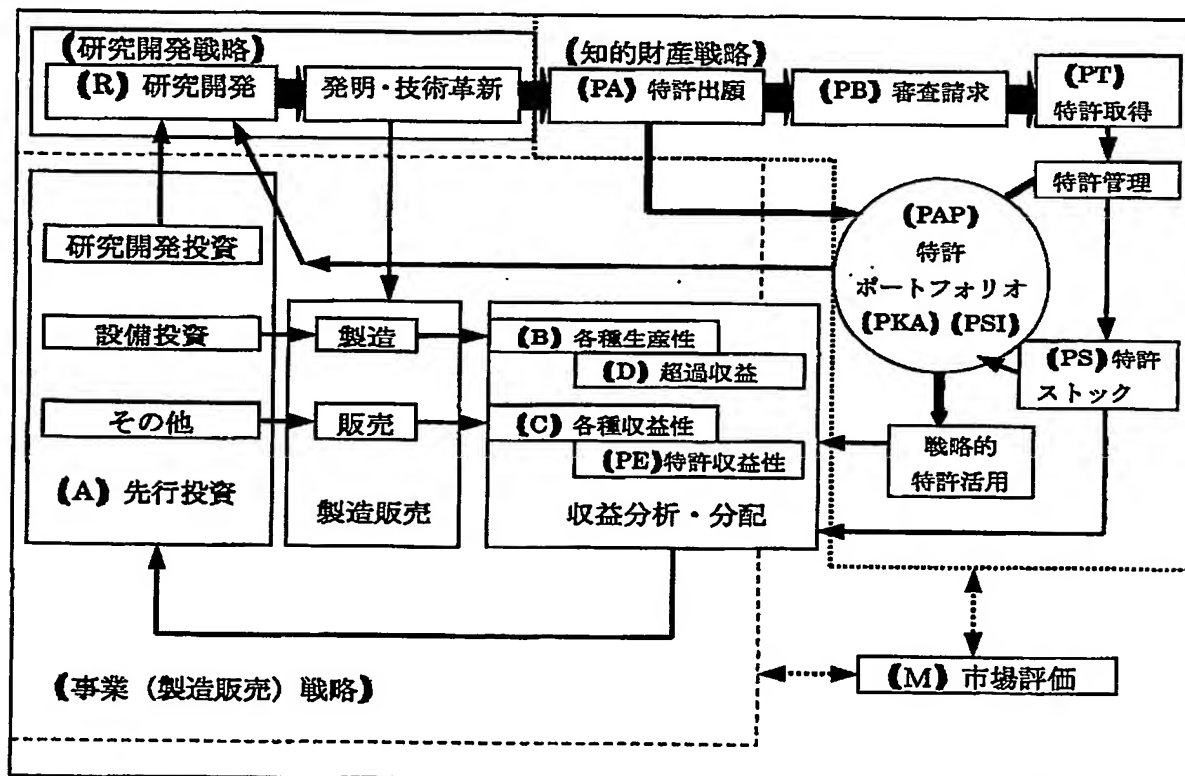 【研究開発戦略】
【R】研究開発
発明・技術革新
【知的財産戦略】
【PA】特許出願
【PB】審査請求
【PT】
特許取得
特許管理
【PAP】
特許
ポートフォリオ
【PKA】【PSI】
【PS】特許
ストック
戦略的
特許活用
研究開発投資
設備投資
その他
【A】先行投資
製造
販売
製造販売
【B】各種生産性
【D】超過収益
【C】各種収益性
【PE】特許収益性
収益分析・分配
【事業（製造販売）戦略】
【M】市場評価